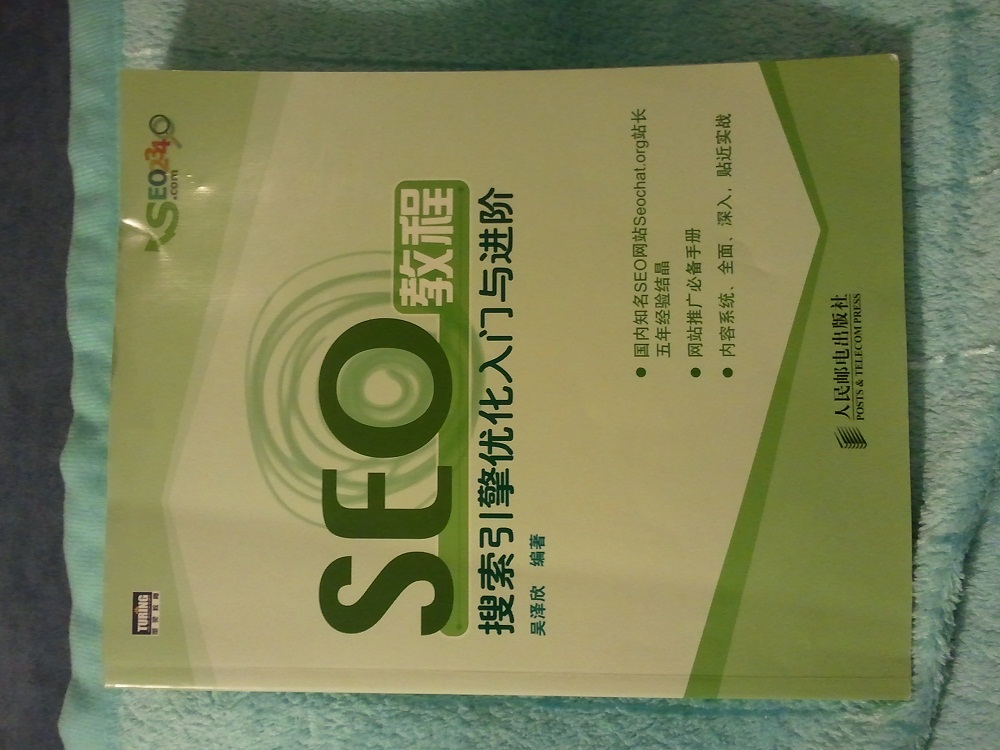 TURING
图灵教育
SEO234
.com
SEO教程
搜索引擎优化入门与进阶
吴泽欣 编著
● 国内知名SEO网站Seochat.org站长
五年经验结晶
● 网站推广必备手册
● 内容系统、全面、深入,贴近实战
人民邮电出版社
POSTS & TELECOM PRESS